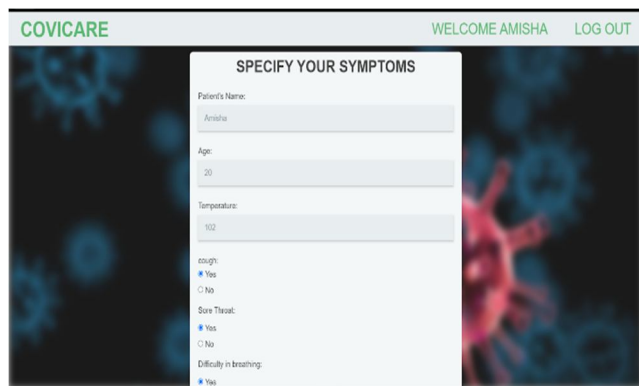 COVICARE
WELCOME AMISHA LOG OUT
SPECIFY YOUR SYMPTOMS
Patient's Name:
Amisha
Age:
20
Temperature:
102
cough:
Yes
No
Sore Throat:
Yes
No
Difficulty in breathing:
Yes